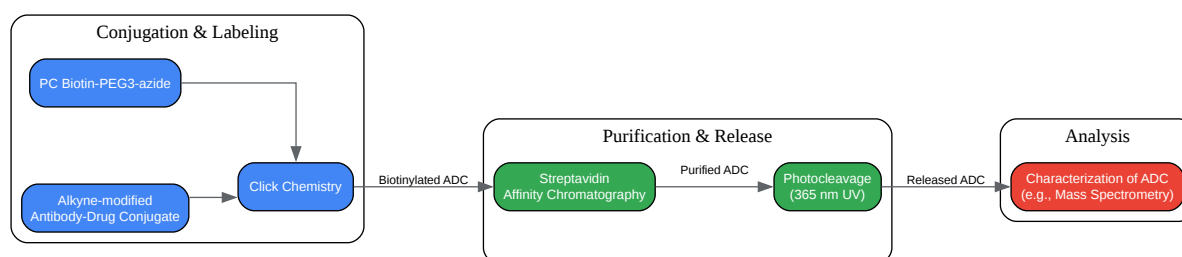 Conjugation & Labeling
PC Biotin-PEG3-azide
Alkyne-modified
Antibody-Drug Conjugate
Click Chemistry
Biotinylated ADC
Purification & Release
Streptavidin
Affinity Chromatography
Purified ADC
Photocleavage
(365 nm UV)
Released ADC
Analysis
Characterization of ADC
(e.g., Mass Spectrometry)